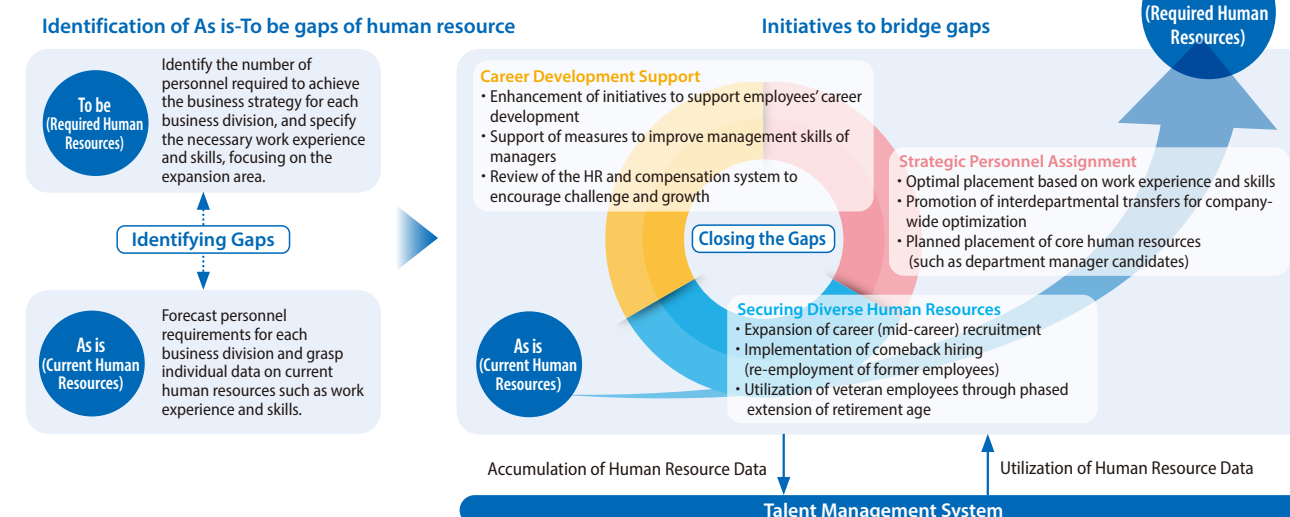 Identification of As is-To be gaps of human resource
To be
(Required Human
Resources)
Identify the number of
personnel required to achieve
the business strategy for each
business division, and specify
the necessary work experience
and skills, focusing on the
expansion area.
Identifying Gaps
As is
(Current Human
Resources)
Forecast personnel
requirements for each
business division and grasp
individual data on current
human resources such as work
experience and skills.
Initiatives to bridge gaps
(Required Human
Resources)
Career Development Support
・Enhancement of initiatives to support employees’ career
development
・Support of measures to improve management skills of
managers
・Review of the HR and compensation system to
encourage challenge and growth
Strategic Personnel Assignment
・Optimal placement based on work experience and skills
・Promotion of interdepartmental transfers for company-
wide optimization
・Planned placement of core human resources
(such as department manager candidates)
Closing the Gaps
Securing Diverse Human Resources
・Expansion of career (mid-career) recruitment
・Implementation of comeback hiring
(re-employment of former employees)
・Utilization of veteran employees through phased
extension of retirement age
As is
(Current Human
Resources)
Accumulation of Human Resource Data
Utilization of Human Resource Data
Talent Management System